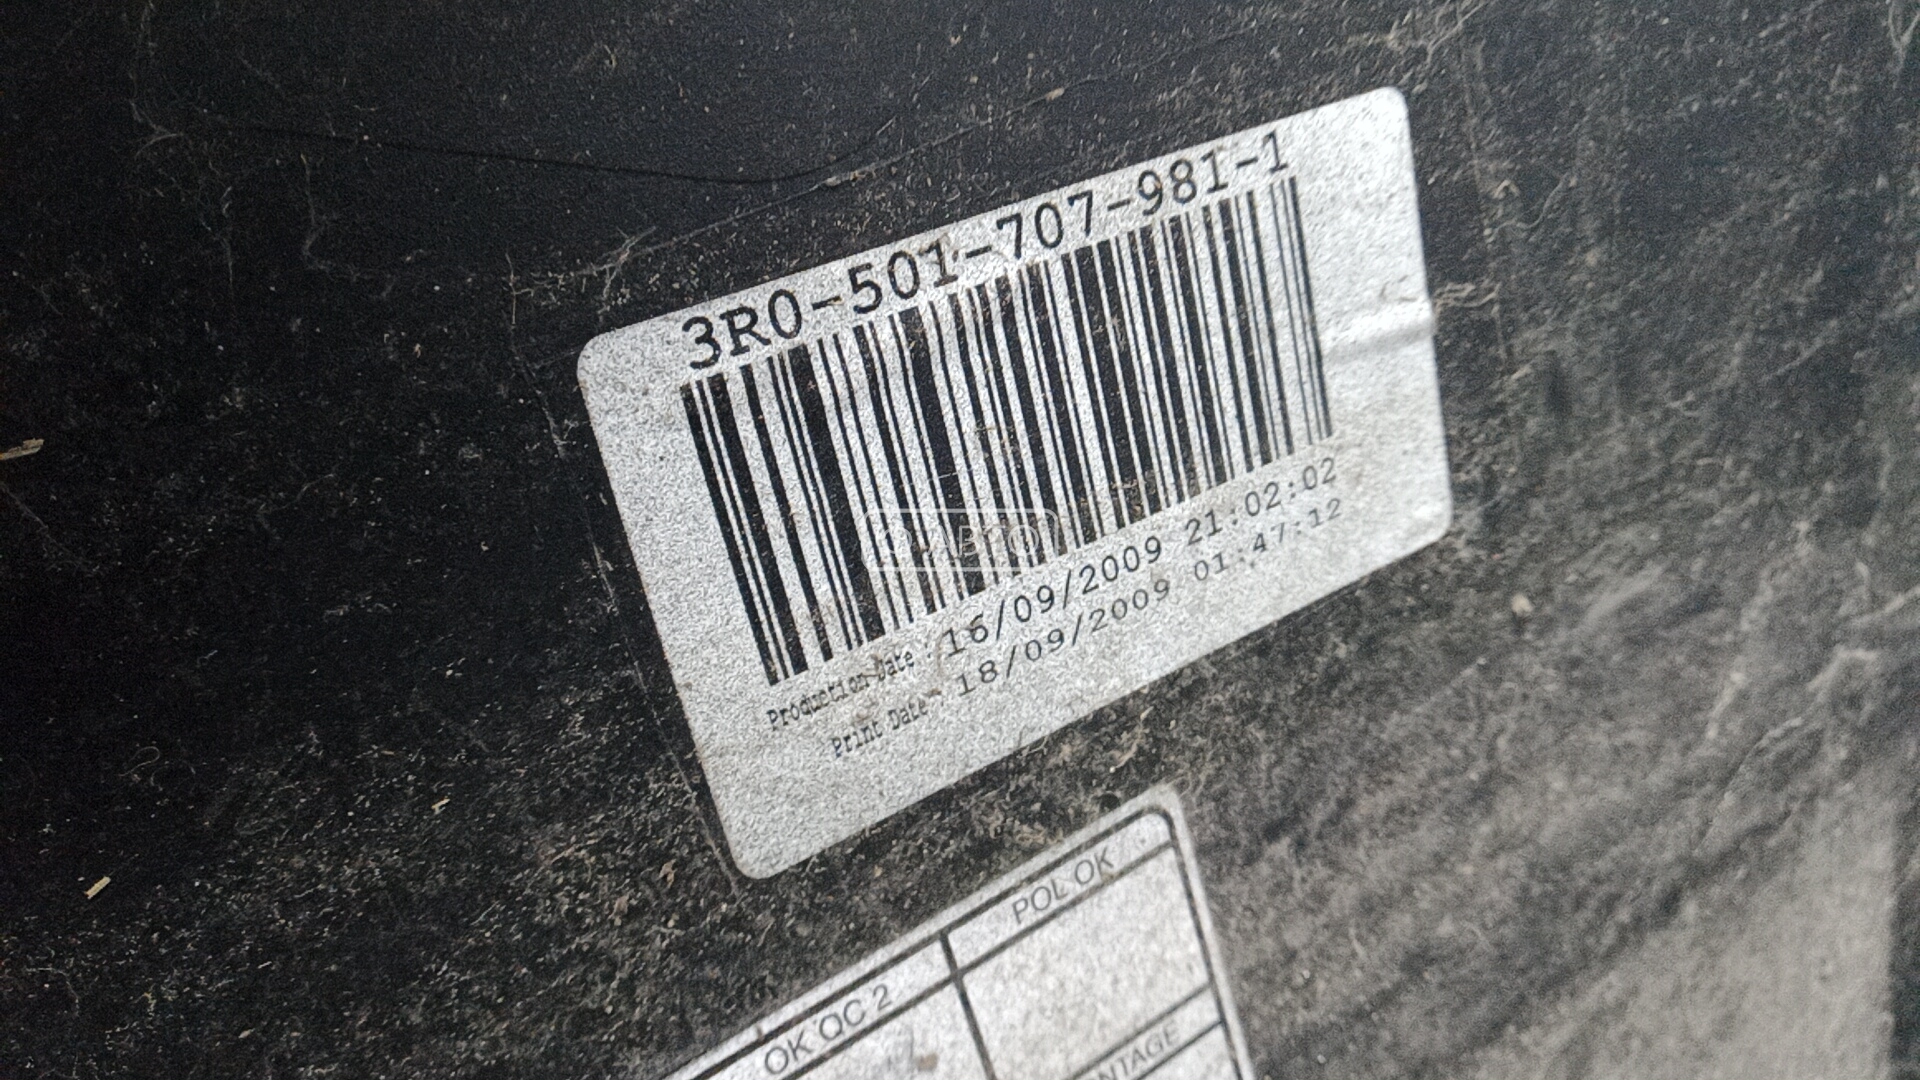 3R0-501-707-981-1
Production Date : 16/09/2009 21:02:02
Print Date : 18/09/2009 01:47:12
POL OK
OK QC 2
NTAGE